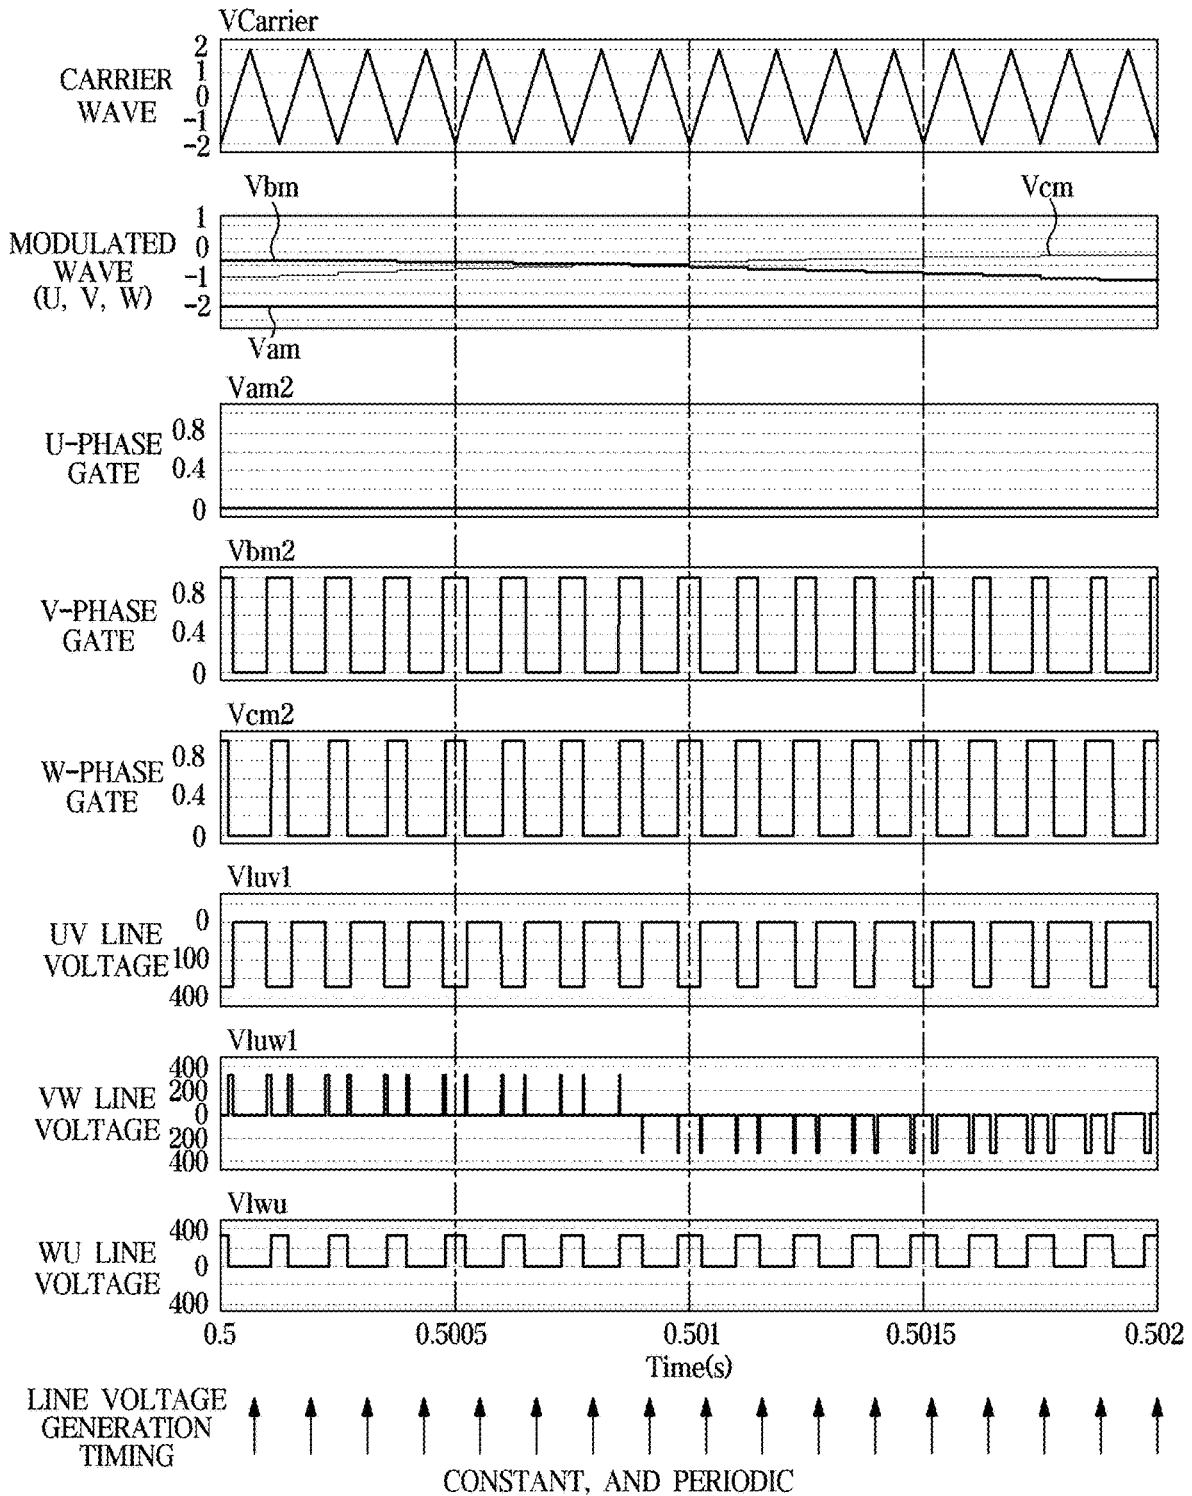 VCarrier
CARRIER
WAVE
2
1
0
-1
-2
Vbm
Vcm
MODULATED
WAVE
(U, V, W)
1
0
-1
-2
Vam
Vam2
U-PHASE
GATE
0.8
0.4
0
Vbm2
V-PHASE
GATE
0.8
0.4
0
Vcm2
W-PHASE
GATE
0.8
0.4
0
Vluv1
UV LINE
VOLTAGE
0
100
400
Vluw1
VW LINE
VOLTAGE
400
200
0
200
400
Vlwu
WU LINE
VOLTAGE
400
0
400
0.5 0.5005 0.501 0.5015 0.502
Time(s)
LINE VOLTAGE
GENERATION
TIMING
CONSTANT, AND PERIODIC